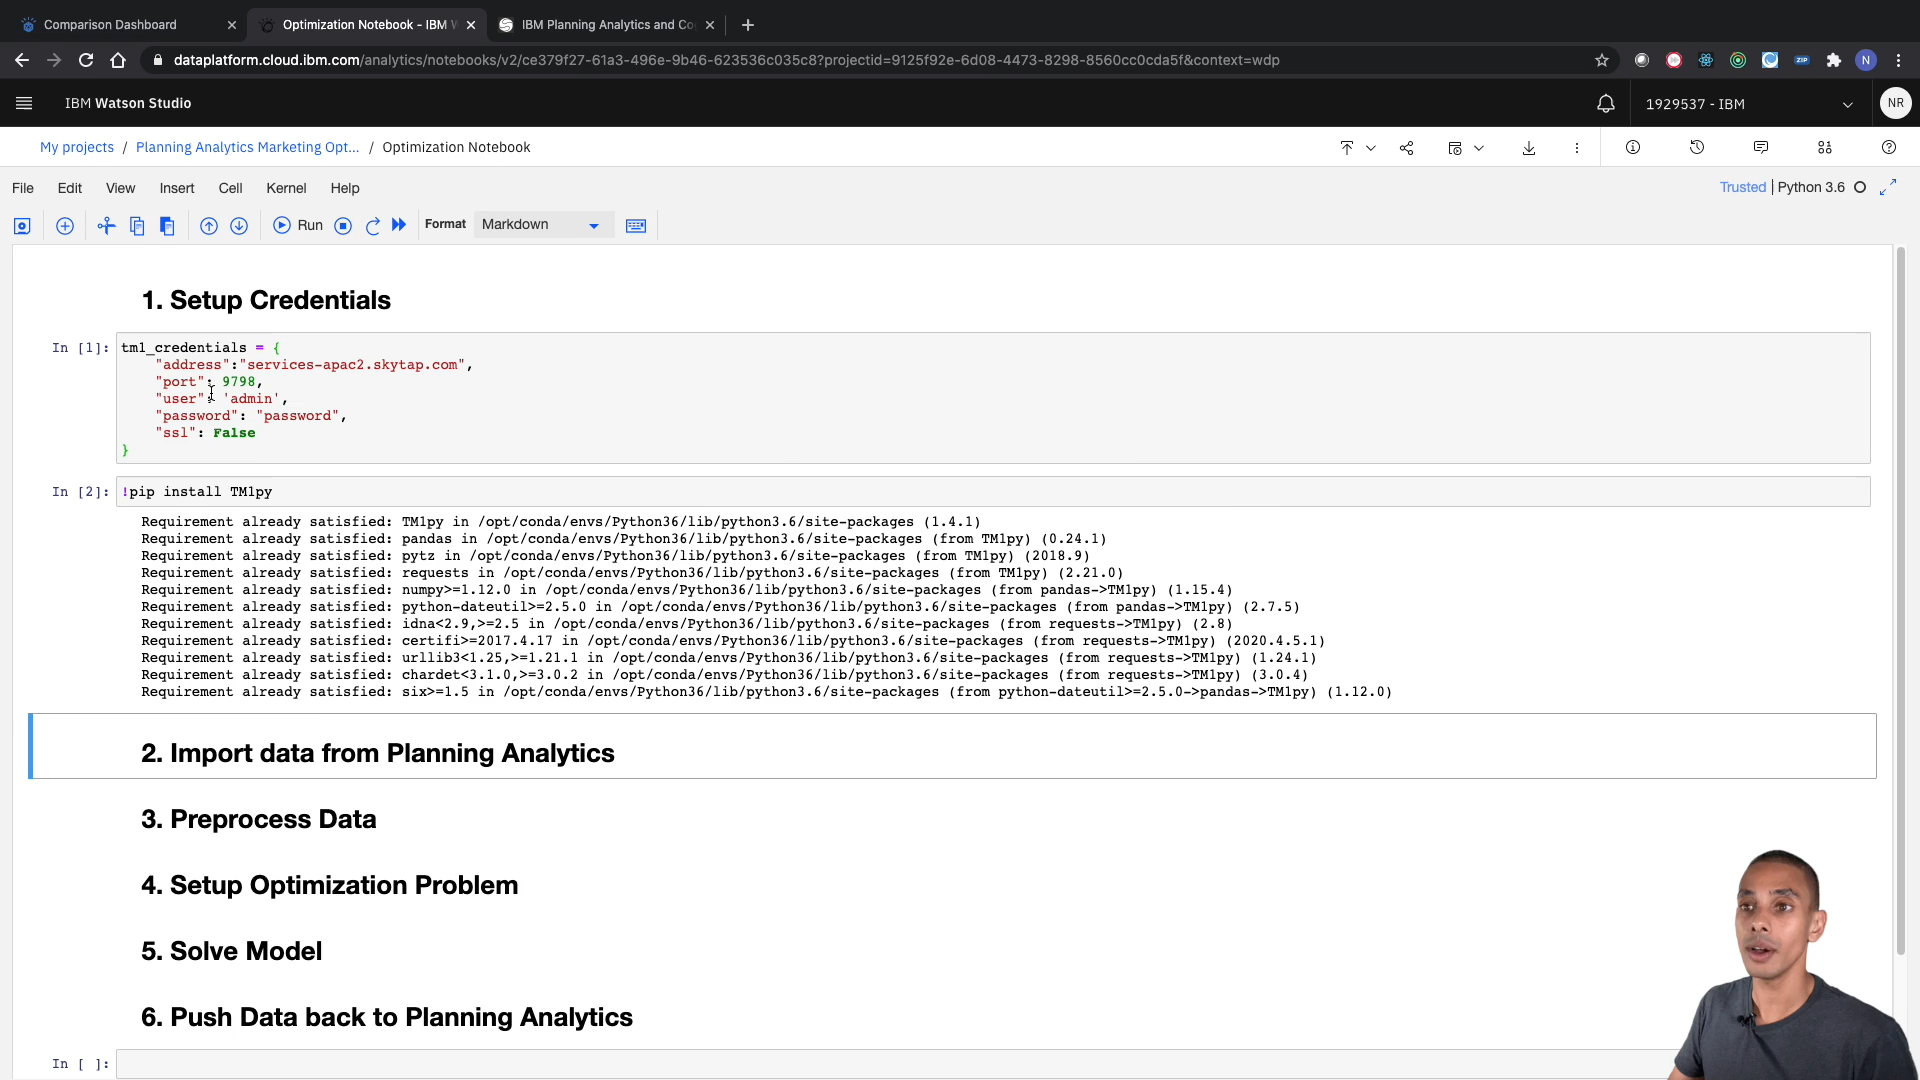 Comparison Dashboard
Optimization Notebook - IBM W
IBM Planning Analytics and Co
dataplatform.cloud.ibm.com/analytics/notebooks/v2/ce379f27-61a3-496e-9b46-623536c035c8?projectid=9125f92e-6d08-4473-8298-8560cc0cda5f&context=wdp
ZIP
N
IBM Watson Studio
1929537 - IBM
NR
My projects / Planning Analytics Marketing Opt... / Optimization Notebook
File Edit View Insert Cell Kernel Help
Trusted | Python 3.6
Run
Format
Markdown
1. Setup Credentials
In [1]: tm1_credentials = {
"address":"services-apac2.skytap.com",
"port": 9798,
"user": 'admin',
"password": "password",
"ssl": False
}
In [2]: !pip install TM1py
Requirement already satisfied: TM1py in /opt/conda/envs/Python36/lib/python3.6/site-packages (1.4.1)
Requirement already satisfied: pandas in /opt/conda/envs/Python36/lib/python3.6/site-packages (from TM1py) (0.24.1)
Requirement already satisfied: pytz in /opt/conda/envs/Python36/lib/python3.6/site-packages (from TM1py) (2018.9)
Requirement already satisfied: requests in /opt/conda/envs/Python36/lib/python3.6/site-packages (from TM1py) (2.21.0)
Requirement already satisfied: numpy>=1.12.0 in /opt/conda/envs/Python36/lib/python3.6/site-packages (from pandas->TM1py) (1.15.4)
Requirement already satisfied: python-dateutil>=2.5.0 in /opt/conda/envs/Python36/lib/python3.6/site-packages (from pandas->TM1py) (2.7.5)
Requirement already satisfied: idna<2.9,>=2.5 in /opt/conda/envs/Python36/lib/python3.6/site-packages (from requests->TM1py) (2.8)
Requirement already satisfied: certifi>=2017.4.17 in /opt/conda/envs/Python36/lib/python3.6/site-packages (from requests->TM1py) (2020.4.5.1)
Requirement already satisfied: urllib3<1.25,>=1.21.1 in /opt/conda/envs/Python36/lib/python3.6/site-packages (from requests->TM1py) (1.24.1)
Requirement already satisfied: chardet<3.1.0,>=3.0.2 in /opt/conda/envs/Python36/lib/python3.6/site-packages (from requests->TM1py) (3.0.4)
Requirement already satisfied: six>=1.5 in /opt/conda/envs/Python36/lib/python3.6/site-packages (from python-dateutil>=2.5.0->pandas->TM1py) (1.12.0)
2. Import data from Planning Analytics
3. Preprocess Data
4. Setup Optimization Problem
5. Solve Model
6. Push Data back to Planning Analytics
In [ ]: